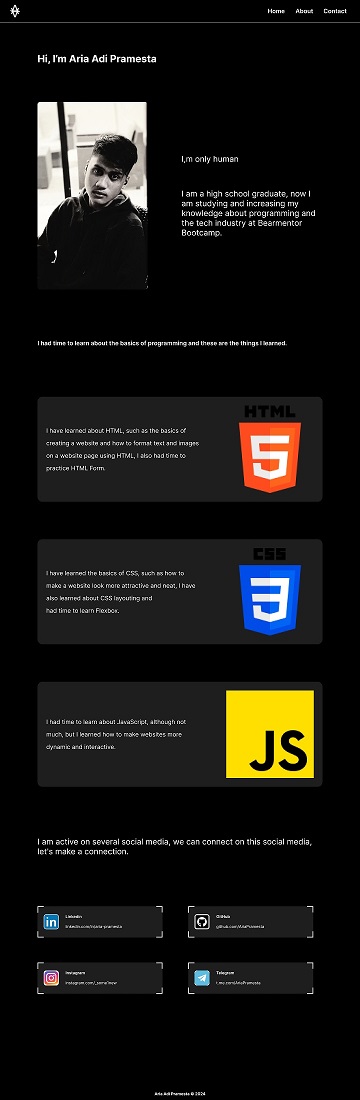 Home About Contact
Hi, I'm Aria Adi Pramesta
I,m only human
I am a high school graduate, now I
am studying and increasing my
knowledge about programming and
the tech industry at Bearmentor
Bootcamp.
I had time to learn about the basics of programming and these are the things I learned.
HTML
5
I have learned about HTML, such as the basics of
creating a website and how to format text and images
on a website page using HTML, I also had time to
practice HTML Form.
CSS
3
I have learned the basics of CSS, such as how to
make a website look more attractive and neat, I have
also learned about CSS layouting and
had time to learn Flexbox.
I had time to learn about JavaScript, although not
much, but I learned how to make websites more
dynamic and interactive.
JS
I am active on several social media, we can connect on this social media,
let's make a connection.
in
Linkedin
GitHub
github.com/AriaPramesta
Instagram
Telegram
t.me.com/AriaPramesta
Aria Adi Pramesta © 2024